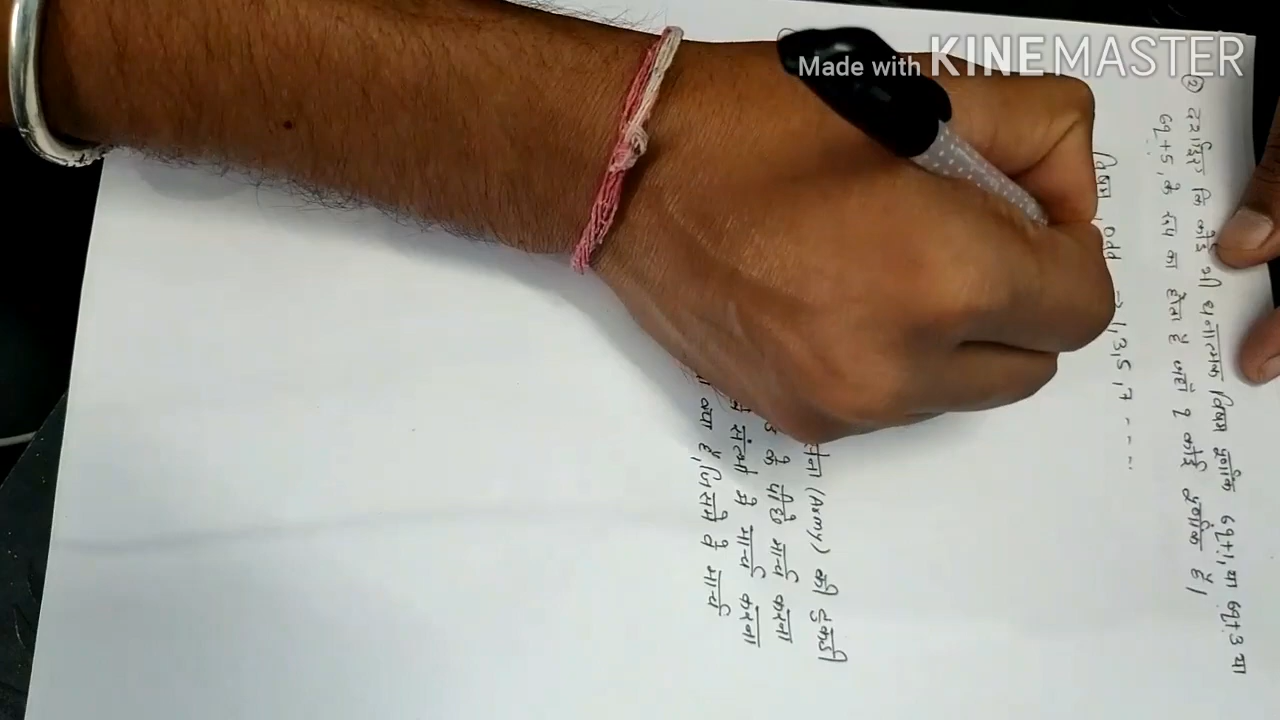 Made with KINEMASTER
② दर्शाइए कि कोई भी धनात्मक विषम पूर्णांक 6q+1, या 6q+3 या
6q+5, के रूप का होता है जहाँ q कोई पूर्णांक है।
विषम, odd → 1,3,5,7 ----
(Army) की टुकड़ी
के पीछे मार्च करना
संख्या में मार्च करना
क्या है, जिसमें वे मार्च